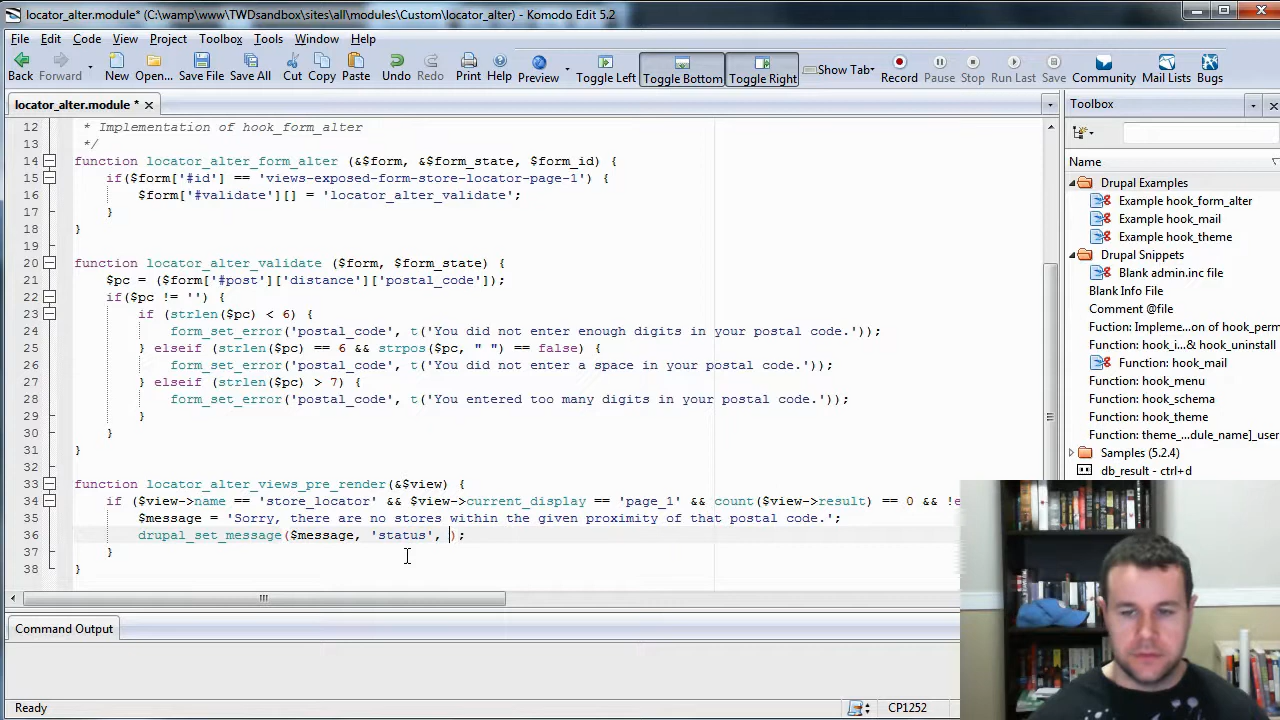 locator_alter.module* (C:\wamp\www\TWDsandbox\sites\all\modules\Custom\locator_alter) - Komodo Edit 5.2
File Edit Code View Project Toolbox Tools Window Help
Back Forward New Open... Save File Save All Cut Copy Paste Undo Redo Print Help Preview Toggle Left Toggle Bottom Toggle Right Show Tab Record Pause Stop Run Last Save Community Mail Lists Bugs
locator_alter.module *
12 * Implementation of hook_form_alter
13 */
14 function locator_alter_form_alter (&$form, &$form_state, $form_id) {
15 if($form['#id'] == 'views-exposed-form-store-locator-page-1') {
16 $form['#validate'][] = 'locator_alter_validate';
17 }
18 }
19
20 function locator_alter_validate ($form, $form_state) {
21 $pc = ($form['#post']['distance']['postal_code']);
22 if($pc != '') {
23 if (strlen($pc) < 6) {
24 form_set_error('postal_code', t('You did not enter enough digits in your postal code.'));
25 } elseif (strlen($pc) == 6 && strpos($pc, " ") == false) {
26 form_set_error('postal_code', t('You did not enter a space in your postal code.'));
27 } elseif (strlen($pc) > 7) {
28 form_set_error('postal_code', t('You entered too many digits in your postal code.'));
29 }
30 }
31 }
32
33 function locator_alter_views_pre_render(&$view) {
34 if ($view->name == 'store_locator' && $view->current_display == 'page_1' && count($view->result) == 0 && !e
35 $message = 'Sorry, there are no stores within the given proximity of that postal code.';
36 drupal_set_message($message, 'status', );
37 }
38 }
Toolbox
Name
Drupal Examples
Example hook_form_alter
Example hook_mail
Example hook_theme
Drupal Snippets
Blank admin.inc file
Blank Info File
Comment @file
Fuction: Impleme...on of hook_perm
Function: hook_i...& hook_uninstall
Function: hook_mail
Function: hook_menu
Function: hook_schema
Function: hook_theme
Function: theme_...dule_name]_user
Samples (5.2.4)
db_result - ctrl+d
Command Output
Ready
CP1252